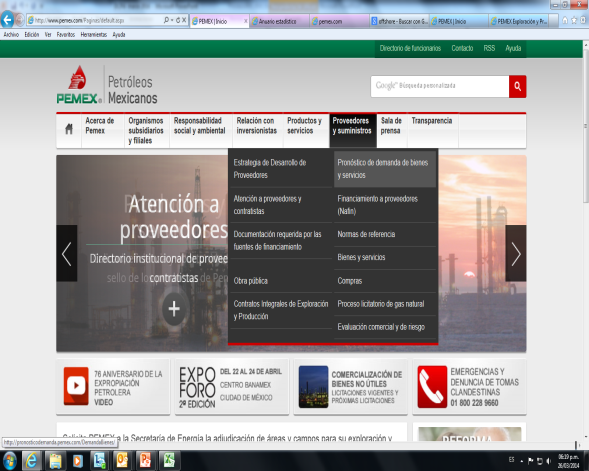 http://www.pemex.com/Paginas/default.aspx
PEMEX | Inicio
Anuario estadístico
pemex.com
offshore - Buscar con G...
PEMEX | Inicio
PEMEX Exploración y Pr...
Archivo Edición Ver Favoritos Herramientas Ayuda
Directorio de funcionarios Contacto RSS Ayuda
PEMEX®
Petróleos
Mexicanos
Google™ Búsqueda personalizada
Acerca de
Pemex
Organismos
subsidiarios
y filiales
Responsabilidad
social y ambiental
Relación con
inversionistas
Productos y
servicios
Proveedores
y suministros
Sala de
prensa
Transparencia
Estrategia de Desarrollo de
Proveedores
Atención a proveedores y
contratistas
Documentación requerida por las
fuentes de financiamiento
Obra pública
Contratos Integrales de Exploración
y Producción
Pronóstico de demanda de bienes
y servicios
Financiamiento a proveedores
(Nafin)
Normas de referencia
Bienes y servicios
Compras
Proceso licitatorio de gas natural
Evaluación comercial y de riesgo
Atención a
proveedores
Directorio institucional de provee
sello de lo contratistas de Pem
76 ANIVERSARIO DE LA
EXPROPIACIÓN
PETROLERA
VIDEO
EXPO
FORO
2ª EDICIÓN
DEL 22 AL 24 DE ABRIL
CENTRO BANAMEX
CIUDAD DE MÉXICO
COMERCIALIZACIÓN DE
BIENES NO ÚTILES
LICITACIONES VIGENTES Y
PRÓXIMAS LICITACIONES
EMERGENCIAS Y
DENUNCIA DE TOMAS
CLANDESTINAS
01 800 228 9660
http://pronosticodemanda.pemex.com/DemandaBienes/
Solicita PEMEX a la Secretaría de Energía la adjudicación de áreas y campos para su exploración y
REFORMA
ES
06:19 p.m.
26/03/2014